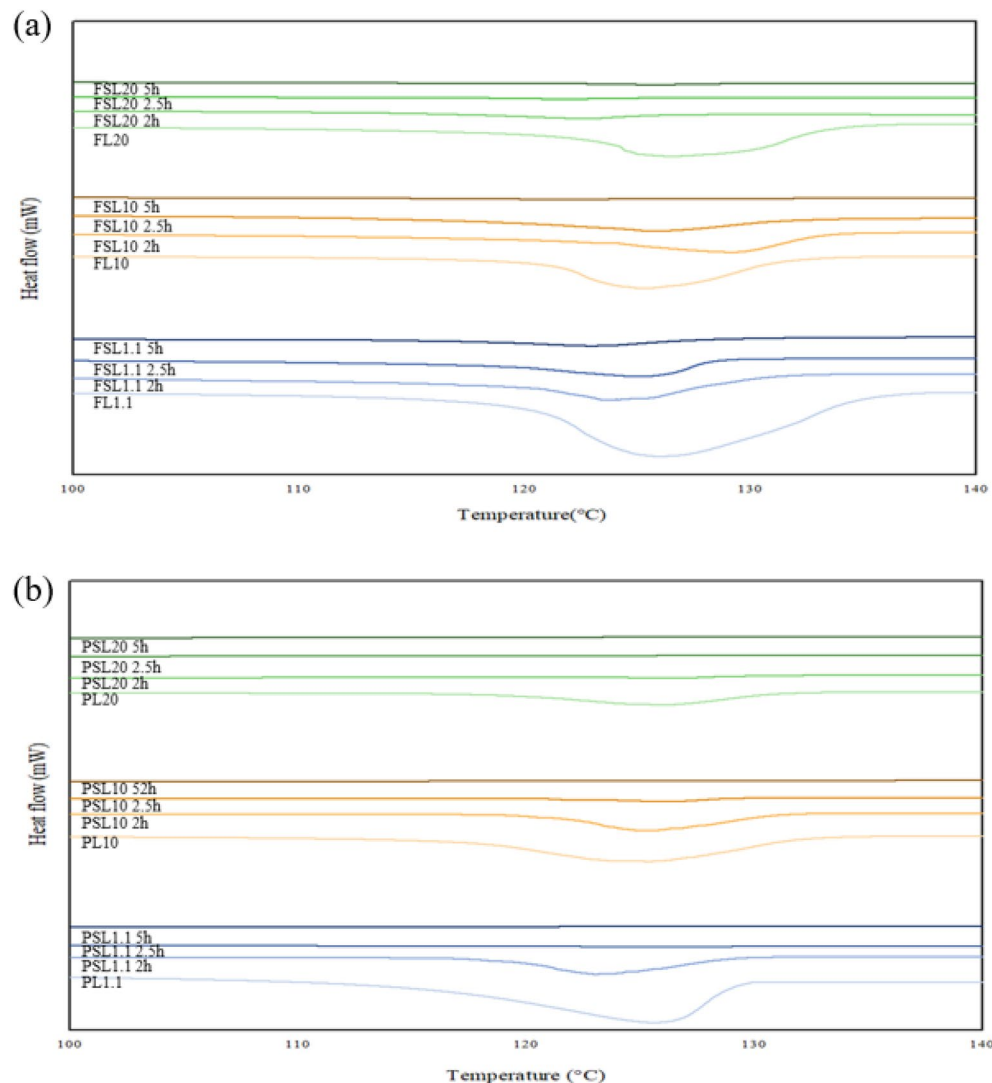 (a)
FSL20 5h
FSL20 2.5h
FSL20 2h
FL20
FSL10 5h
FSL10 2.5h
FSL10 2h
FL10
FSL1.1 5h
FSL1.1 2.5h
FSL1.1 2h
FL1.1
Heat flow (mW)
100 110 120 130 140
Temperature(°C)
(b)
PSL20 5h
PSL20 2.5h
PSL20 2h
PL20
PSL10 52h
PSL10 2.5h
PSL10 2h
PL10
PSL1.1 5h
PSL1.1 2.5h
PSL1.1 2h
PL1.1
Heat flow (mW)
100 110 120 130 140
Temperature (°C)